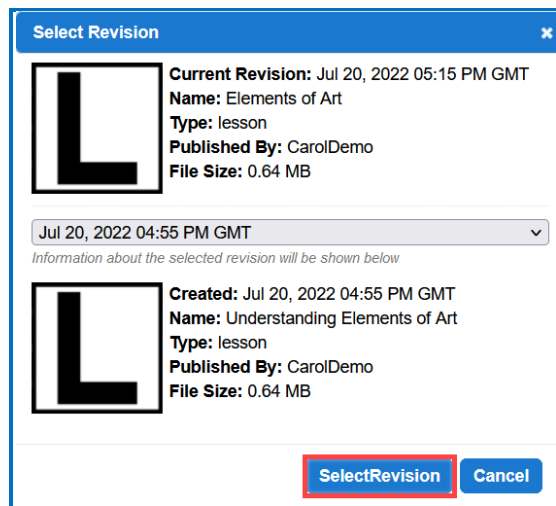 Select Revision
×
L
Current Revision: Jul 20, 2022 05:15 PM GMT
Name: Elements of Art
Type: lesson
Published By: CarolDemo
File Size: 0.64 MB
Jul 20, 2022 04:55 PM GMT
Information about the selected revision will be shown below
L
Created: Jul 20, 2022 04:55 PM GMT
Name: Understanding Elements of Art
Type: lesson
Published By: CarolDemo
File Size: 0.64 MB
SelectRevision Cancel